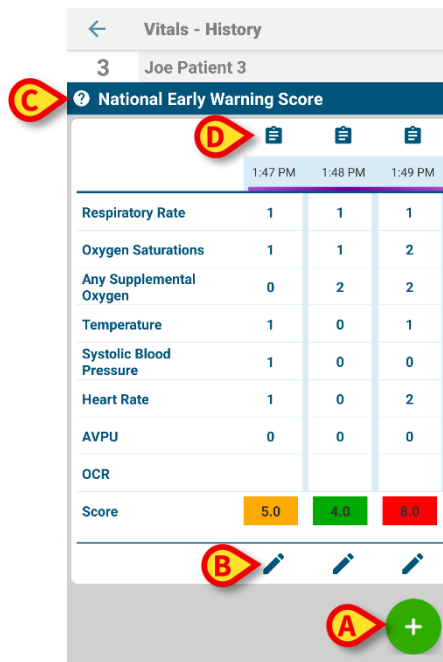 Vitals - History
3 Joe Patient 3
C ? National Early Warning Score
D
1:47 PM 1:48 PM 1:49 PM
Respiratory Rate 1 1 1
Oxygen Saturations 1 1 2
Any Supplemental
Oxygen 0 2 2
Temperature 1 0 1
Systolic Blood
Pressure 1 0 0
Heart Rate 1 0 2
AVPU 0 0 0
OCR
Score 5.0 4.0 8.0
B
A +